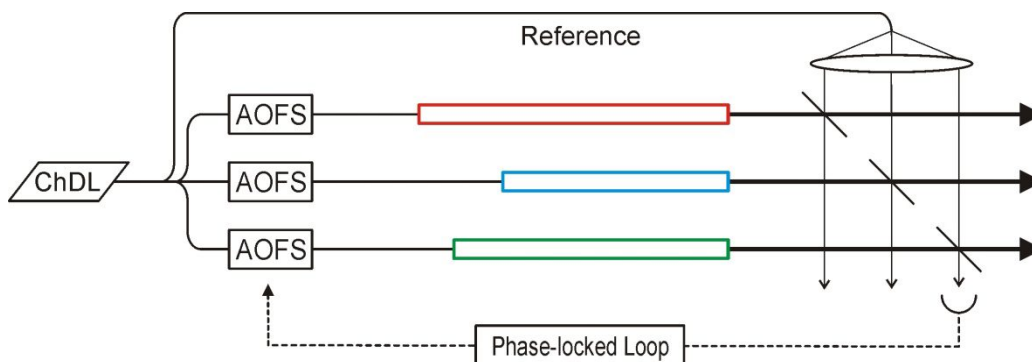 Reference
AOFS
ChDL
AOFS
AOFS
Phase-locked Loop